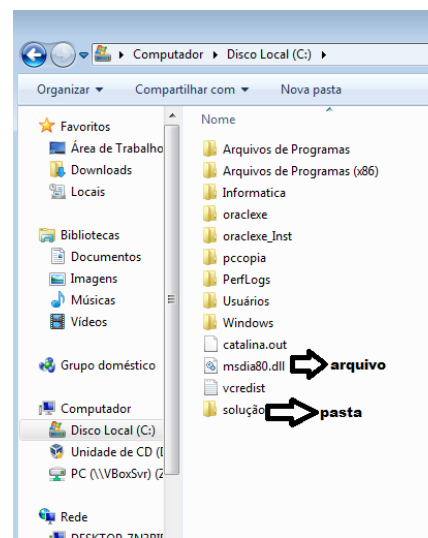 Computador ▸ Disco Local (C:) ▸
Organizar Compartilhar com Nova pasta
Favoritos
Área de Trabalho
Downloads
Locais
Bibliotecas
Documentos
Imagens
Músicas
Vídeos
Grupo doméstico
Computador
Disco Local (C:)
Unidade de CD (
PC (\\VBoxSvr) (Z
Rede
Nome
Arquivos de Programas
Arquivos de Programas (x86)
Informatica
oraclexe
oraclexe_Inst
pccopia
PerfLogs
Usuários
Windows
catalina.out
msdia80.dll arquivo
vcredist
solução pasta